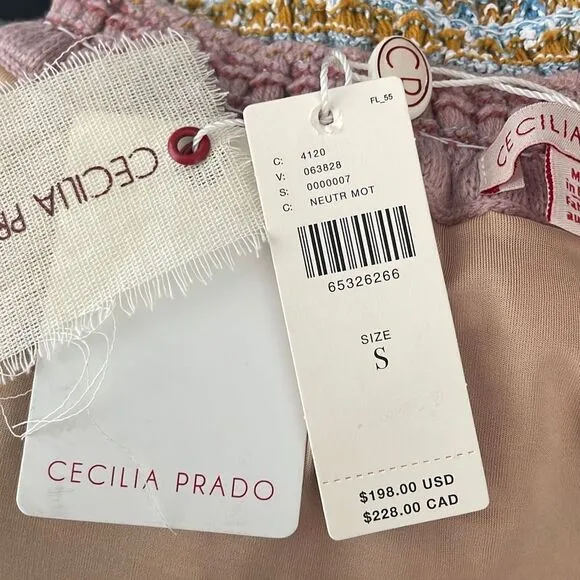 CECILIA PR
CP
CECILIA
FL_55
C: 4120
V: 063828
S: 0000007
C: NEUTR MOT
65326266
SIZE
S
$198.00 USD
$228.00 CAD
CECILIA PRADO